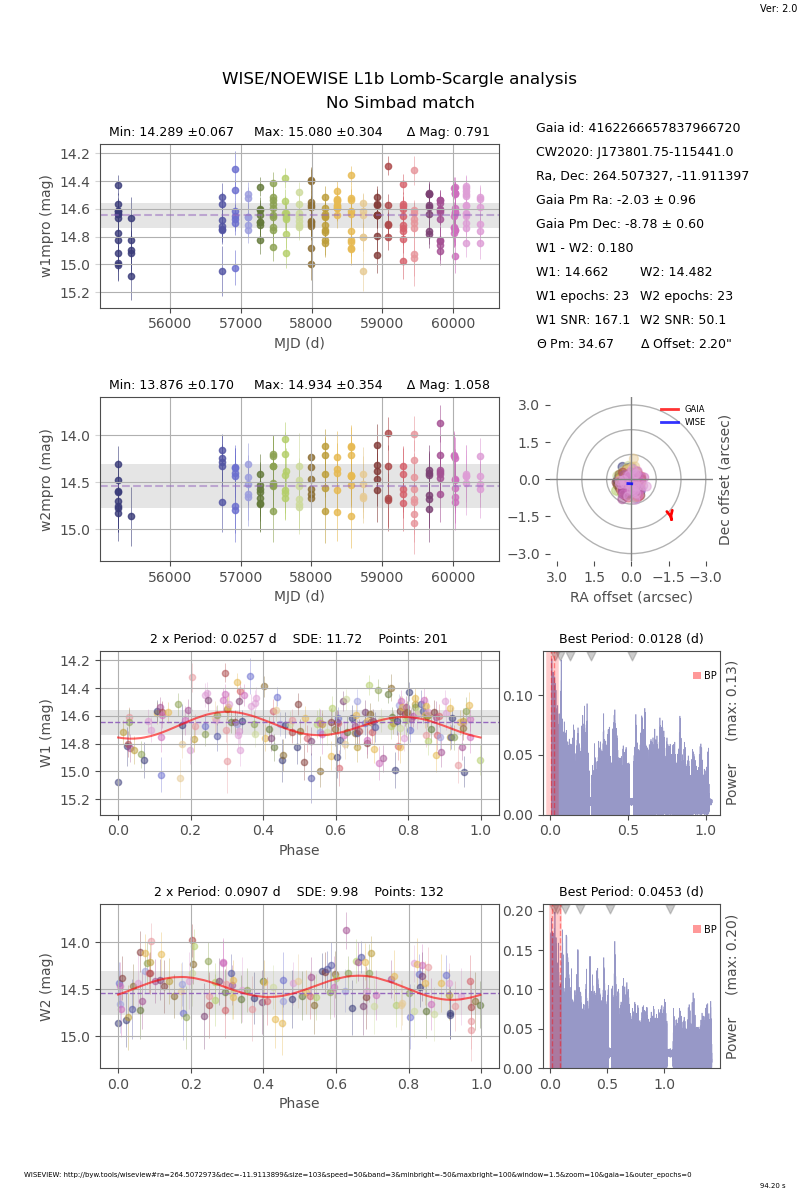 Ver: 2.0
WISE/NOEWISE L1b Lomb-Scargle analysis
No Simbad match
Min: 14.289 ±0.067 Max: 15.080 ±0.304 Δ Mag: 0.791
14.2
14.4
14.6
14.8
15.0
15.2
w1mpro (mag)
56000 57000 58000 59000 60000
MJD (d)
Gaia id: 4162266657837966720
CW2020: J173801.75-115441.0
Ra, Dec: 264.507327, -11.911397
Gaia Pm Ra: -2.03 ± 0.96
Gaia Pm Dec: -8.78 ± 0.60
W1 - W2: 0.180
W1: 14.662 W2: 14.482
W1 epochs: 23 W2 epochs: 23
W1 SNR: 167.1 W2 SNR: 50.1
Θ Pm: 34.67 Δ Offset: 2.20"
Min: 13.876 ±0.170 Max: 14.934 ±0.354 Δ Mag: 1.058
14.0
14.5
15.0
w2mpro (mag)
56000 57000 58000 59000 60000
MJD (d)
GAIA
WISE
3.0
1.5
0.0
−1.5
−3.0
Dec offset (arcsec)
3.0 1.5 0.0 −1.5 −3.0
RA offset (arcsec)
2 x Period: 0.0257 d SDE: 11.72 Points: 201
14.2
14.4
14.6
14.8
15.0
15.2
W1 (mag)
0.0 0.2 0.4 0.6 0.8 1.0
Phase
Best Period: 0.0128 (d)
BP
0.10
0.05
0.00
Power (max: 0.13)
0.0 0.5 1.0
2 x Period: 0.0907 d SDE: 9.98 Points: 132
14.0
14.5
15.0
W2 (mag)
0.0 0.2 0.4 0.6 0.8 1.0
Phase
Best Period: 0.0453 (d)
BP
0.20
0.15
0.10
0.05
0.00
Power (max: 0.20)
0.0 0.5 1.0
WISEVIEW: http://byw.tools/wiseview#ra=264.5072973&dec=-11.9113899&size=103&speed=50&band=3&minbright=-50&maxbright=100&window=1.5&zoom=10&gaia=1&outer_epochs=0
94.20 s